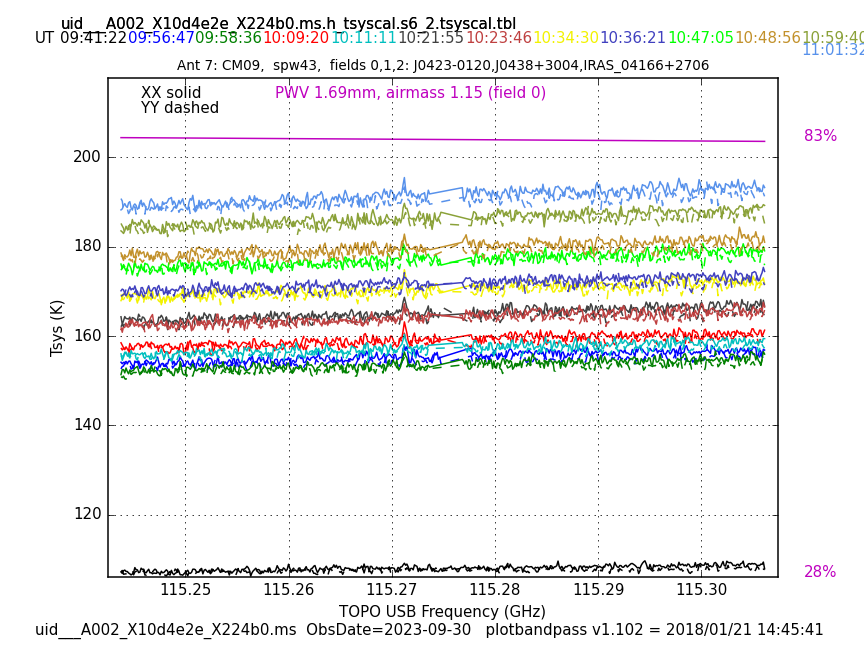 uid___A002_X10d4e2e_X224b0.ms.h_tsyscal.s6_2.tsyscal.tbl
UT 09:41:22 09:56:47 09:58:36 10:09:20 10:11:11 10:21:55 10:23:46 10:34:30 10:36:21 10:47:05 10:48:56 10:59:40
11:01:32
Ant 7: CM09,  spw43,  fields 0,1,2: J0423-0120,J0438+3004,IRAS_04166+2706
XX solid
PWV 1.69mm, airmass 1.15 (field 0)
YY dashed
83%
200
180
160
140
120
Tsys (K)
28%
115.25 115.26 115.27 115.28 115.29 115.30
TOPO USB Frequency (GHz)
uid___A002_X10d4e2e_X224b0.ms  ObsDate=2023-09-30   plotbandpass v1.102 = 2018/01/21 14:45:41